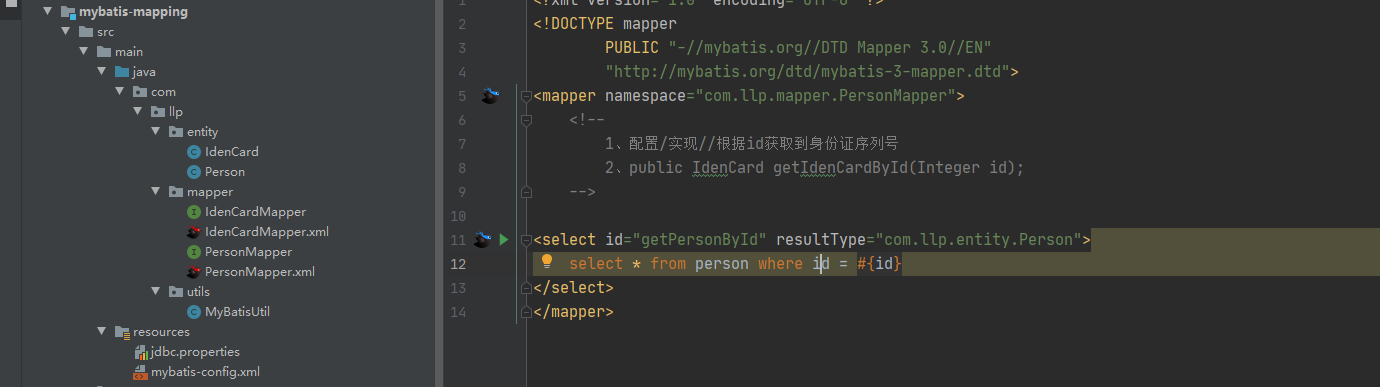 mybatis-mapping
src
main
java
com
llp
entity
IdenCard
Person
mapper
IdenCardMapper
IdenCardMapper.xml
PersonMapper
PersonMapper.xml
utils
MyBatisUtil
resources
jdbc.properties
mybatis-config.xml
2 <!DOCTYPE mapper
3 PUBLIC "-//mybatis.org//DTD Mapper 3.0//EN"
4 "http://mybatis.org/dtd/mybatis-3-mapper.dtd">
5 <mapper namespace="com.llp.mapper.PersonMapper">
6 <!--
7 1、配置/实现//根据id获取到身份证序列号
8 2、public IdenCard getIdenCardById(Integer id);
9 -->
10
11 <select id="getPersonById" resultType="com.llp.entity.Person">
12 select * from person where id = #{id}
13 </select>
14 </mapper>